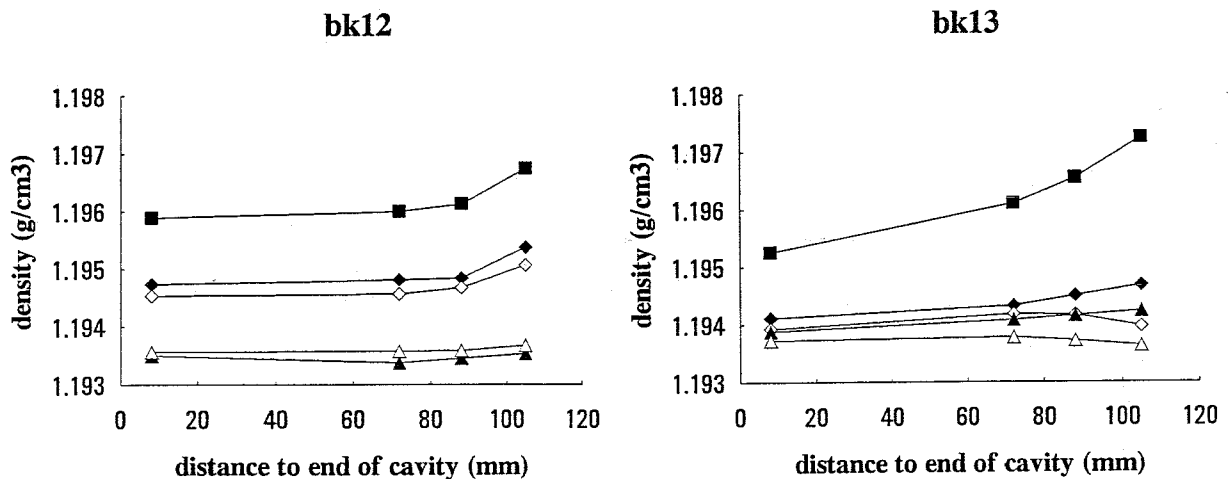 bk12
1.198
1.197
1.196
1.195
1.194
1.193
density (g/cm3)
0 20 40 60 80 100 120
distance to end of cavity (mm)
bk13
1.198
1.197
1.196
1.195
1.194
1.193
density (g/cm3)
0 20 40 60 80 100 120
distance to end of cavity (mm)